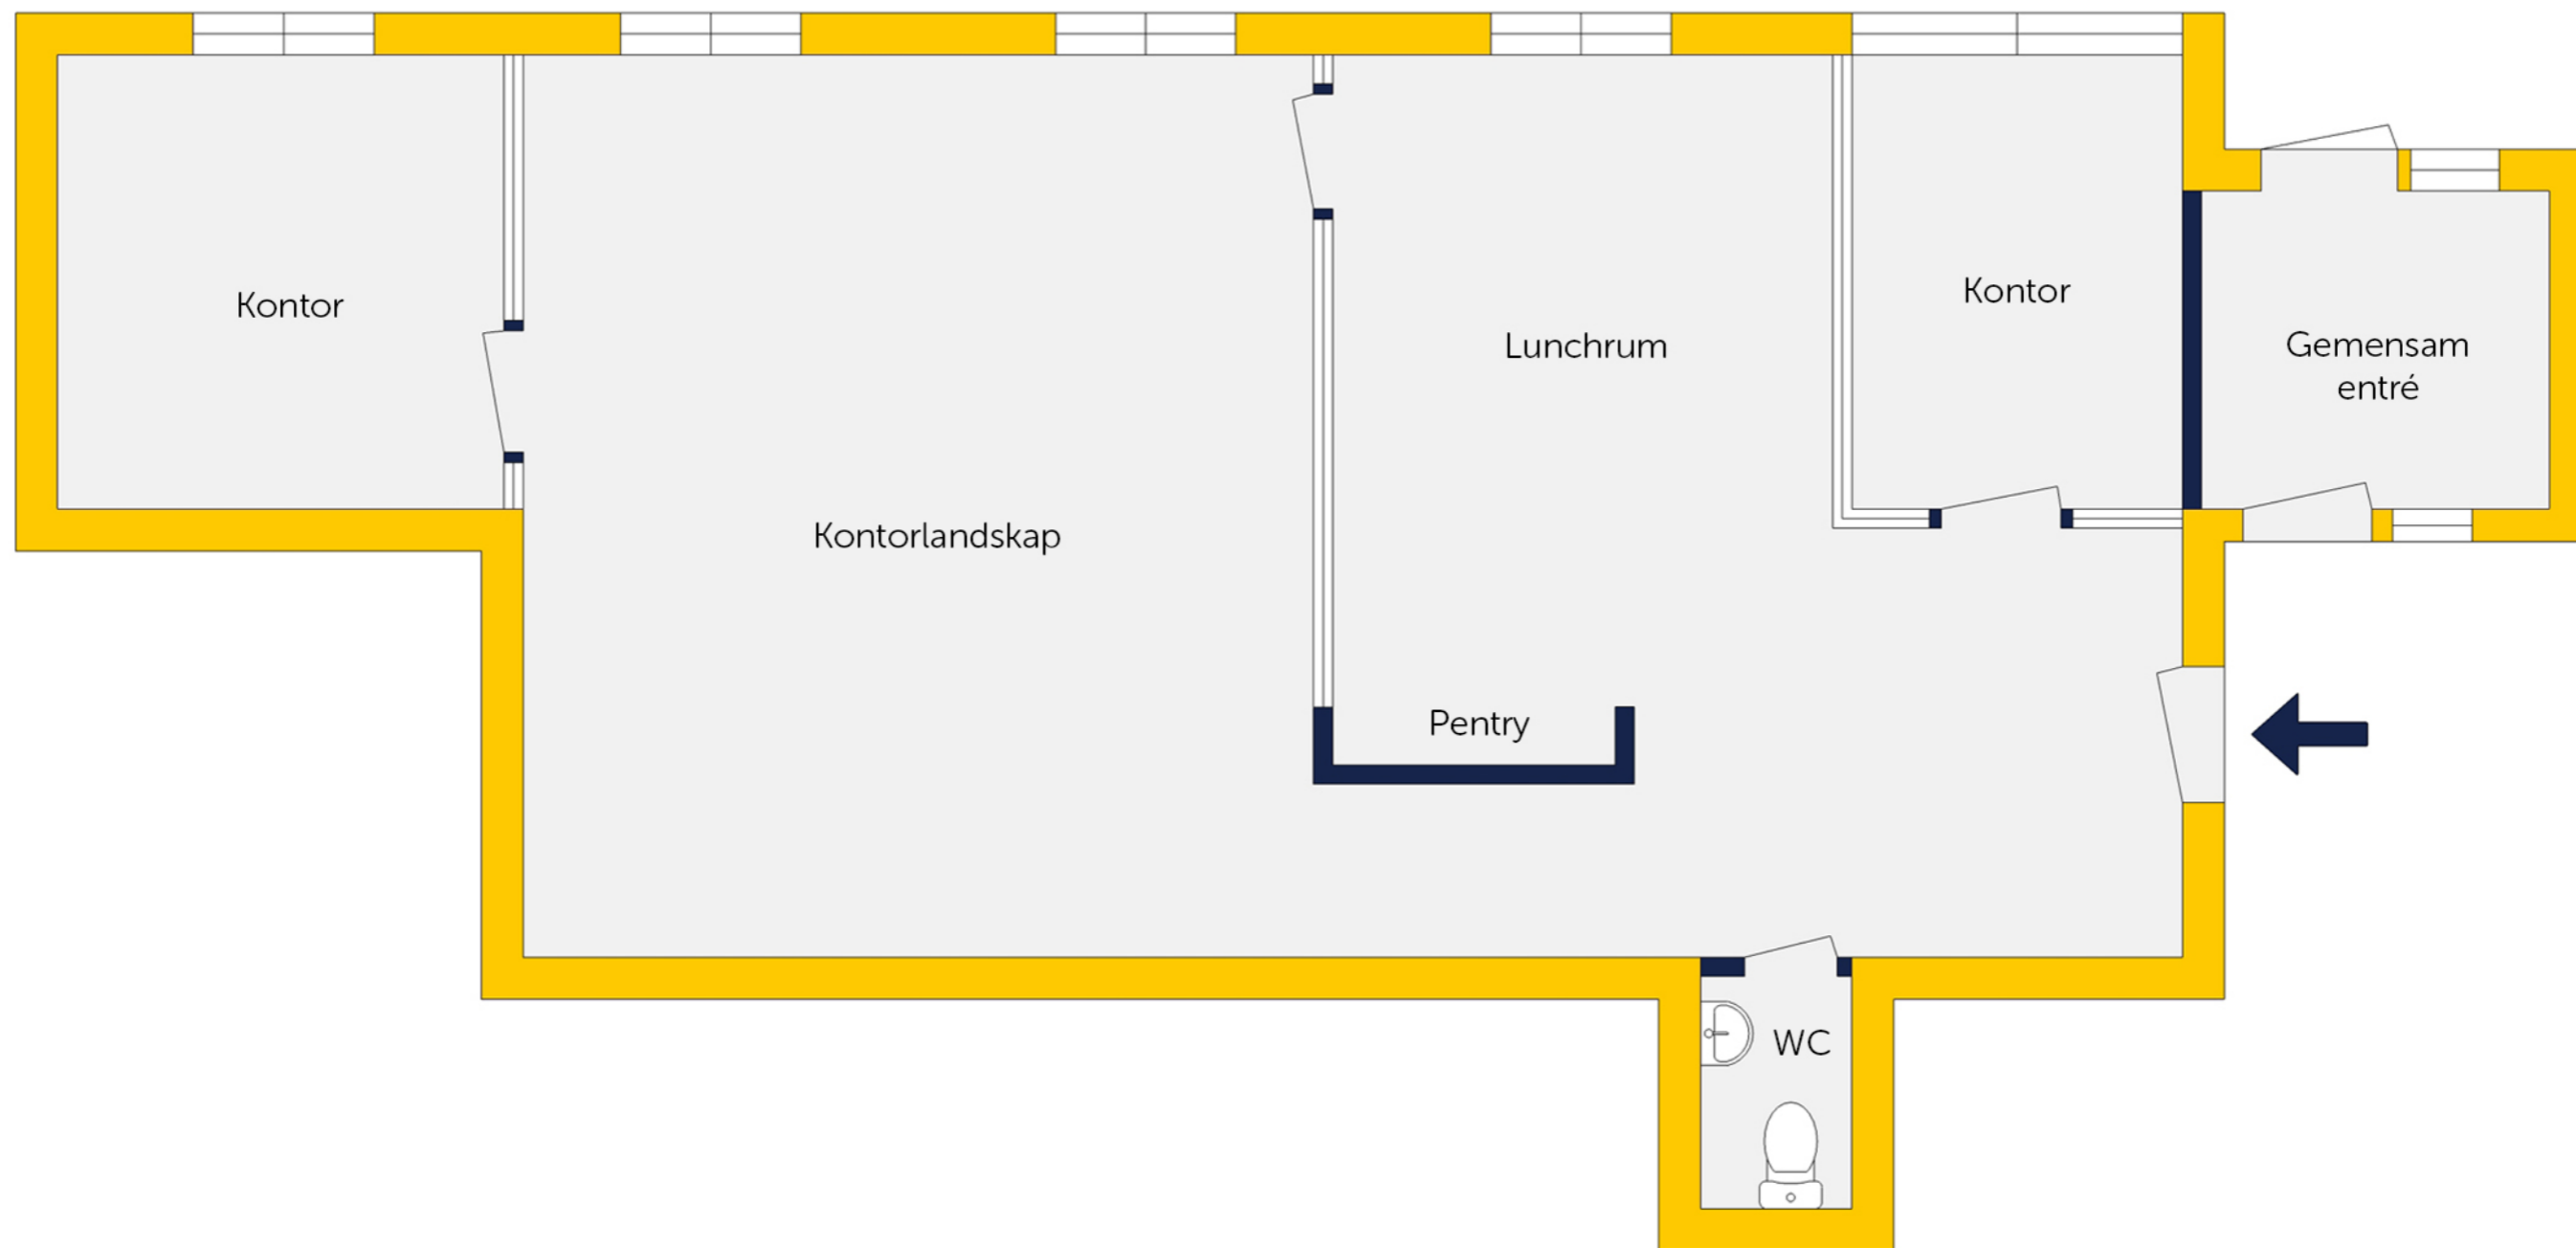 Kontor
Kontorlandskap
Lunchrum
Pentry
Kontor
Gemensam
entré
WC